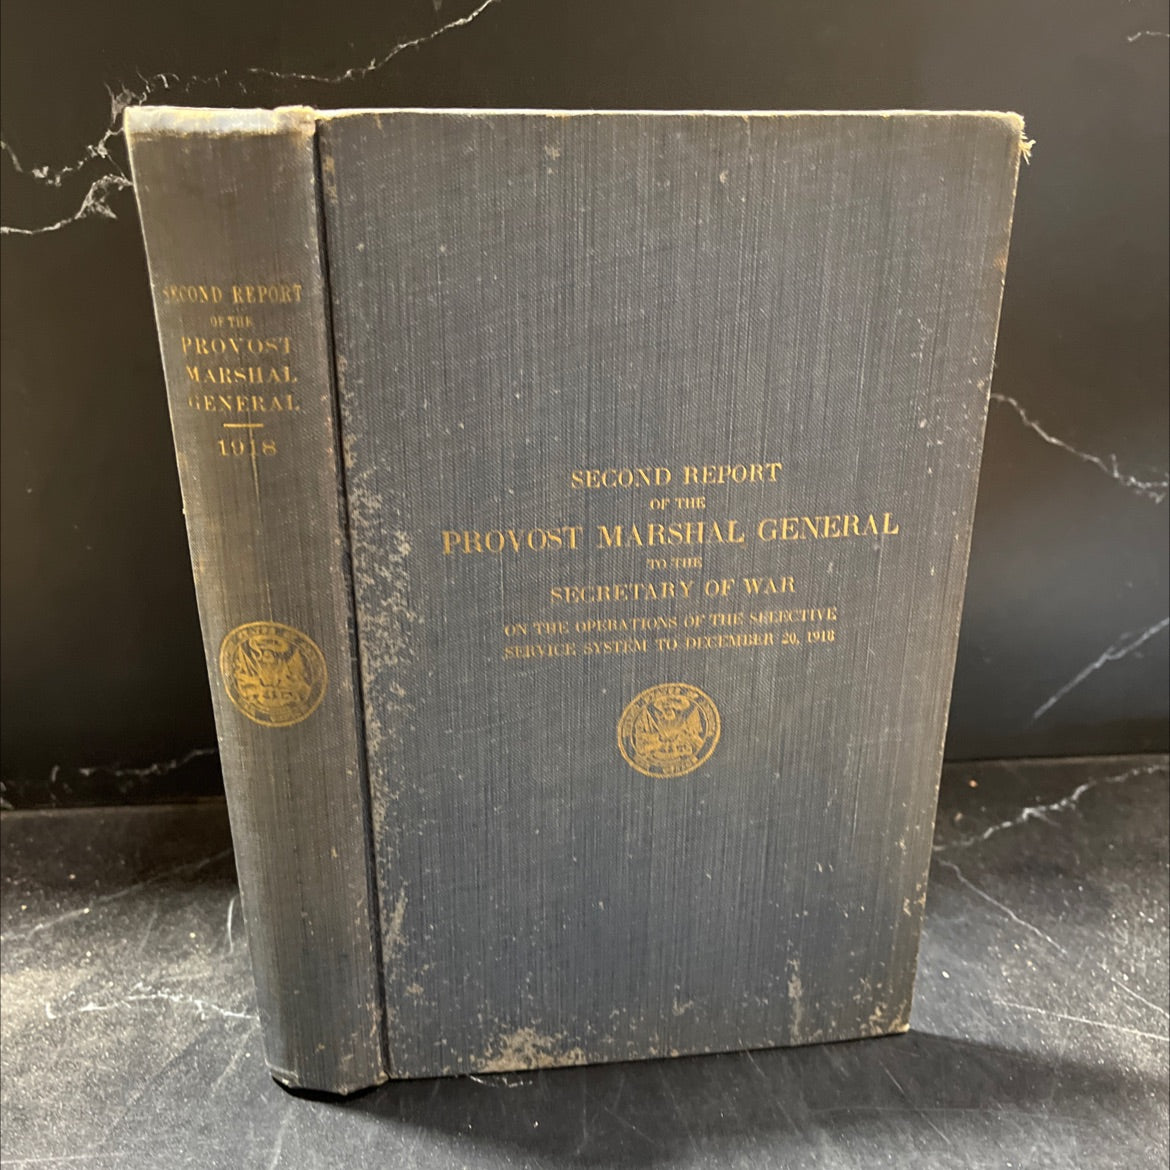 SECOND REPORT
OF THE
PROVOST
MARSHAL
GENERAL
1918
SECOND REPORT
OF THE
PROVOST MARSHAL GENERAL
TO THE
SECRETARY OF WAR
ON THE OPERATIONS OF THE SELECTIVE
SERVICE SYSTEM TO DECEMBER 20, 1918